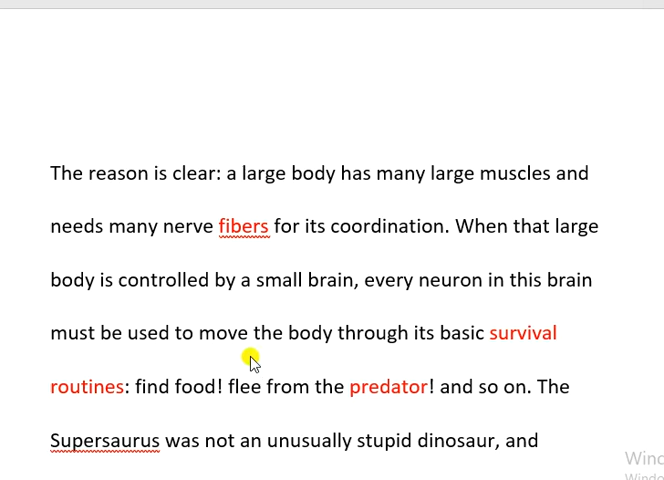 The reason is clear: a large body has many large muscles and
needs many nerve fibers for its coordination. When that large
body is controlled by a small brain, every neuron in this brain
must be used to move the body through its basic survival
routines: find food! flee from the predator! and so on. The
Supersaurus was not an unusually stupid dinosaur, and